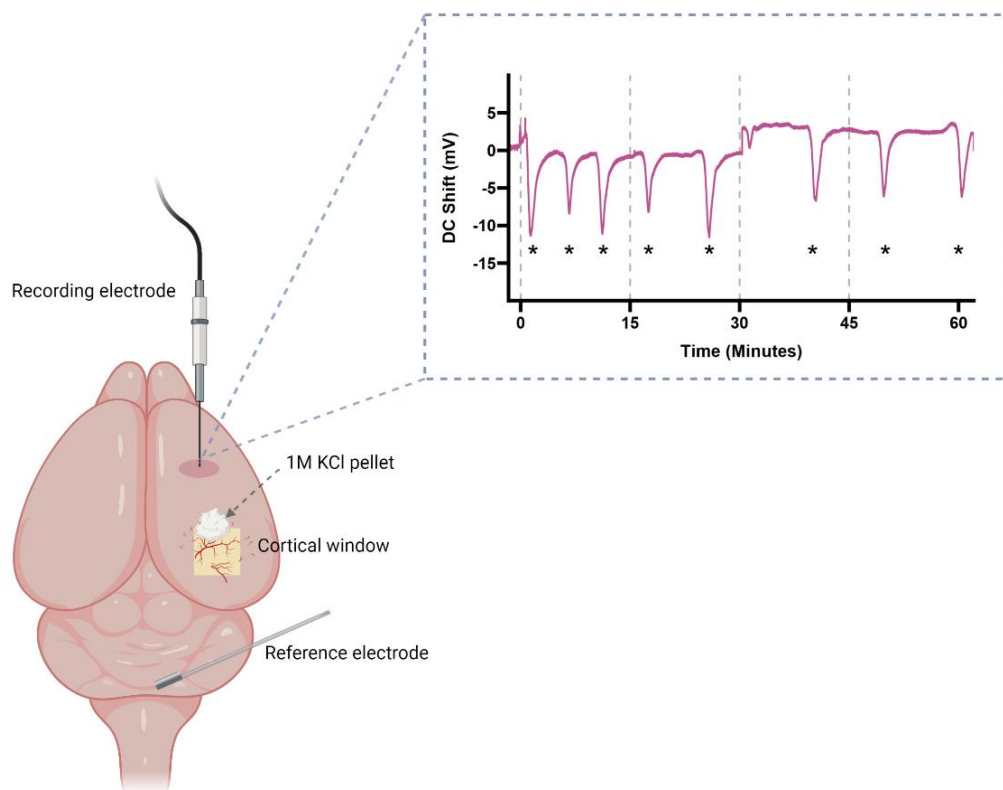 5
0
-5
-10
-15
DC Shift (mV)
* * * * * * * *
0 15 30 45 60
Time (Minutes)
Recording electrode
1M KCl pellet
Cortical window
Reference electrode